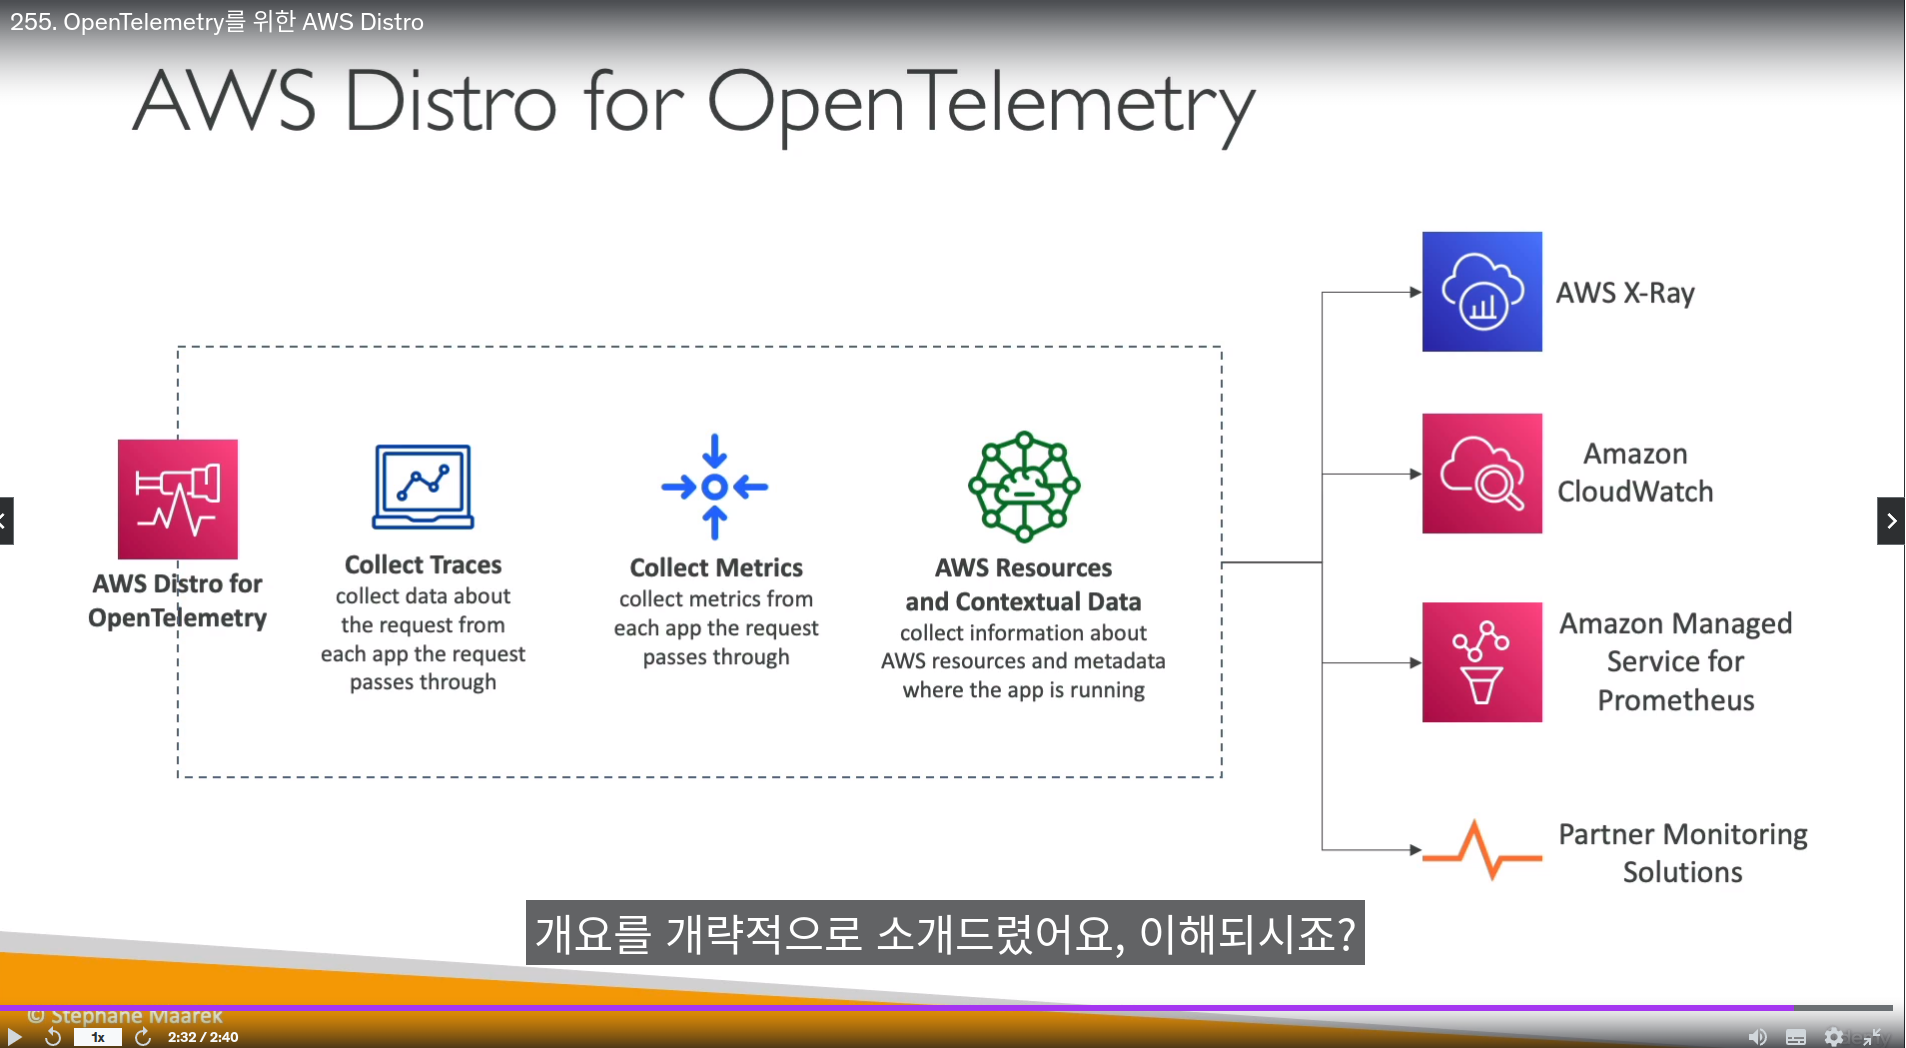 255. OpenTelemetry를 위한 AWS Distro
AWS Distro for OpenTelemetry
AWS Distro for
OpenTelemetry
Collect Traces
collect data about
the request from
each app the request
passes through
Collect Metrics
collect metrics from
each app the request
passes through
AWS Resources
and Contextual Data
collect information about
AWS resources and metadata
where the app is running
AWS X-Ray
Amazon
CloudWatch
Amazon Managed
Service for
Prometheus
Partner Monitoring
Solutions
개요를 개략적으로 소개드렸어요, 이해되시죠?
© Stephane Maarek
1x
2:32 / 2:40